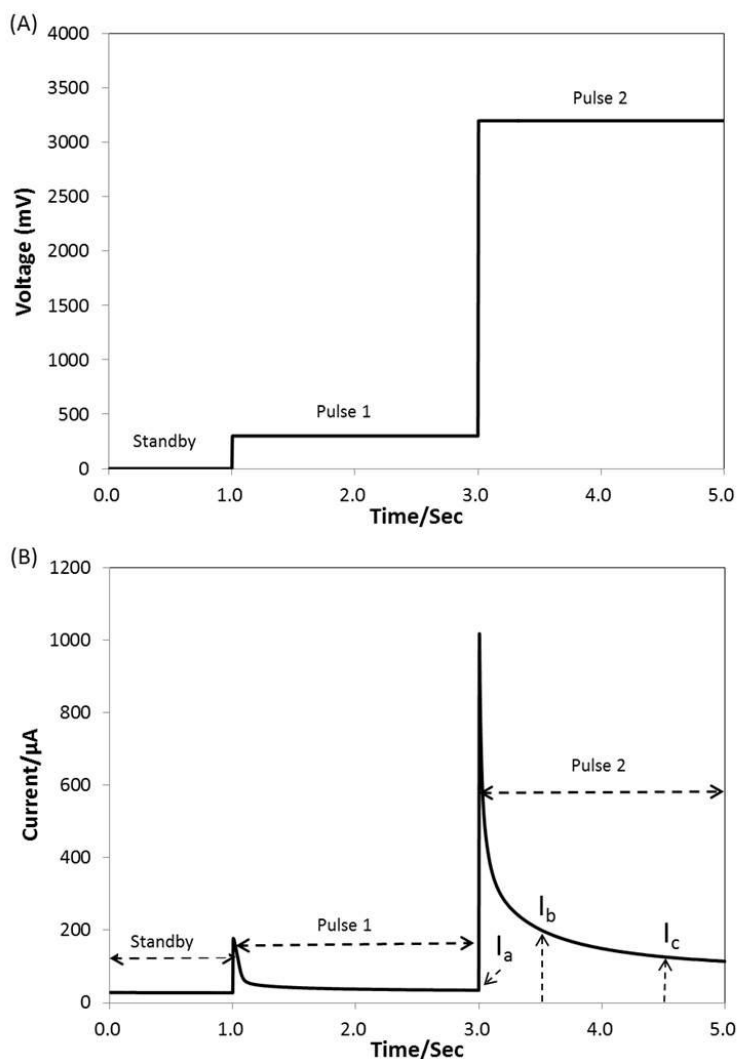 (A)
4000
3500
3000
2500
2000
1500
1000
500
0
Voltage (mV)
Pulse 2
Pulse 1
Standby
0.0 1.0 2.0 3.0 4.0 5.0
Time/Sec
(B)
1200
1000
800
600
400
200
0
Current/µA
Pulse 2
Pulse 1
Standby
Ia
Ib
Ic
0.0 1.0 2.0 3.0 4.0 5.0
Time/Sec